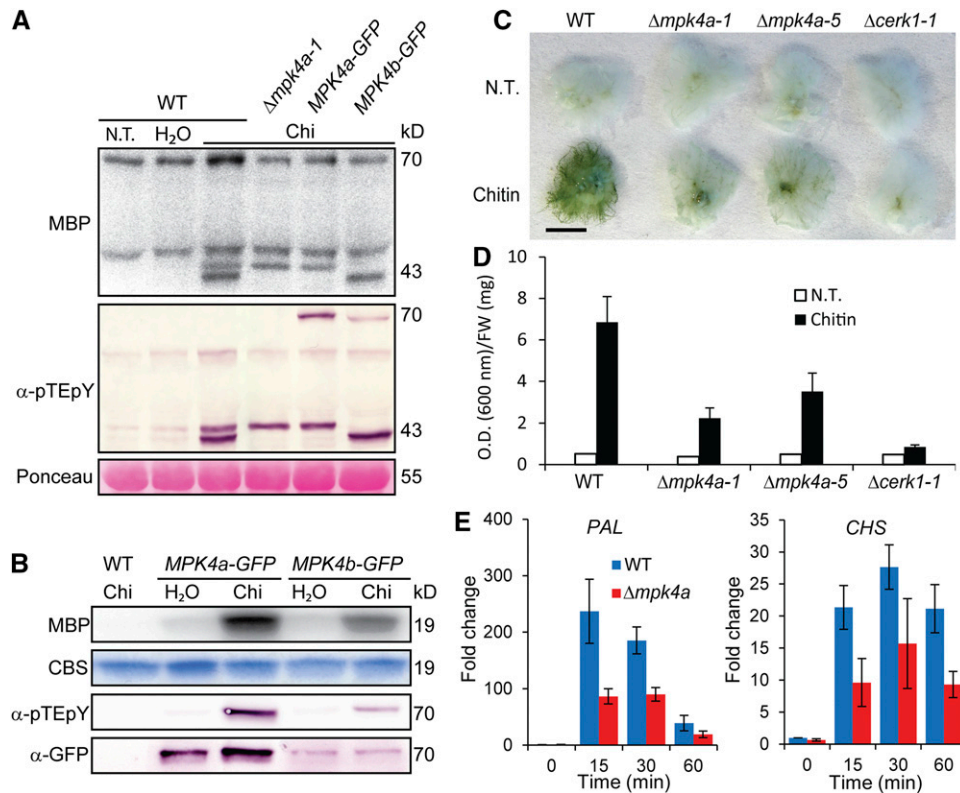 A
WT
Δmpk4a-1
MPK4a-GFP
MPK4b-GFP
N.T. H₂O Chi kD
MBP 70
43
α-pTEpY 70
43
Ponceau 55
B
WT MPK4a-GFP MPK4b-GFP
Chi H₂O Chi H₂O Chi kD
MBP 19
CBS 19
α-pTEpY 70
α-GFP 70
C
WT Δmpk4a-1 Δmpk4a-5 Δcerk1-1
N.T.
Chitin
D
O.D. (600 nm)/FW (mg)
10
8
6
4
2
0
N.T.
Chitin
WT Δmpk4a-1 Δmpk4a-5 Δcerk1-1
E
PAL
Fold change
400
300
200
100
0
WT
Δmpk4a
0 15 30 60
Time (min)
CHS
Fold change
35
30
25
20
15
10
5
0
0 15 30 60
Time (min)